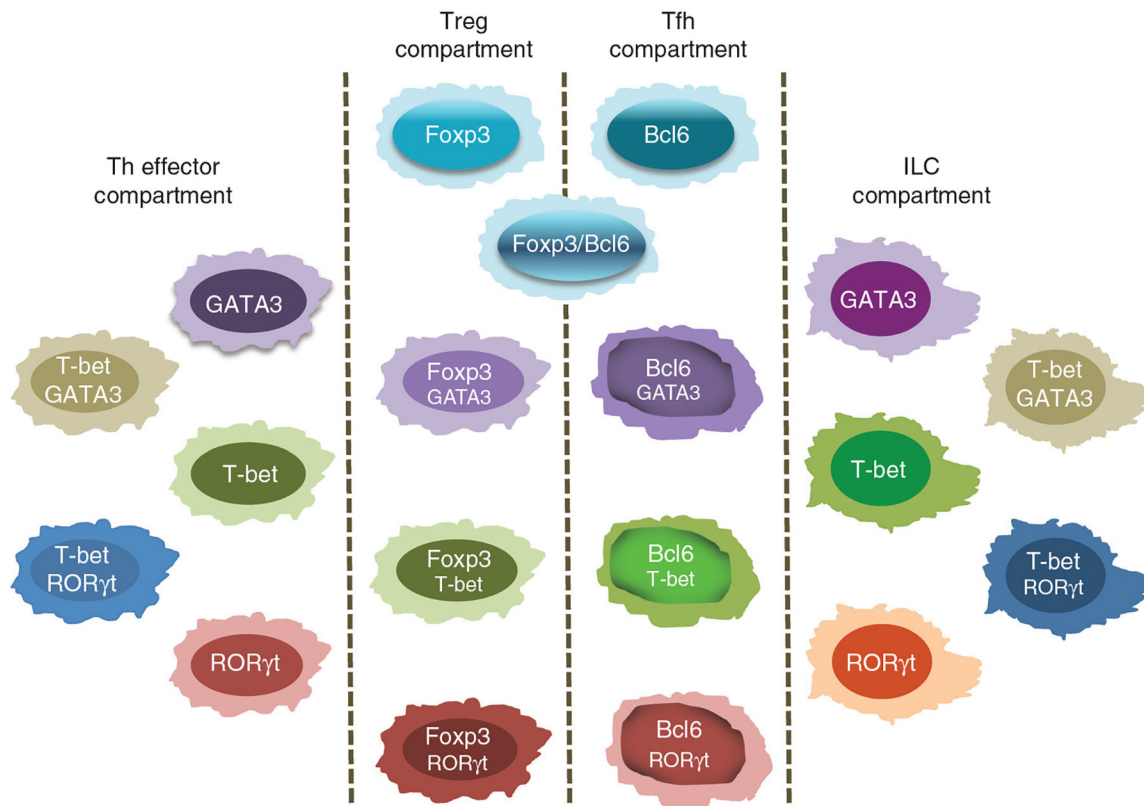 Treg
compartment
Tfh
compartment
Foxp3
Bcl6
Th effector
compartment
ILC
compartment
Foxp3/Bcl6
GATA3
GATA3
T-bet
GATA3
Foxp3
GATA3
Bcl6
GATA3
T-bet
GATA3
T-bet
T-bet
T-bet
RORγt
Foxp3
T-bet
Bcl6
T-bet
T-bet
RORγt
RORγt
RORγt
Foxp3
RORγt
Bcl6
RORγt